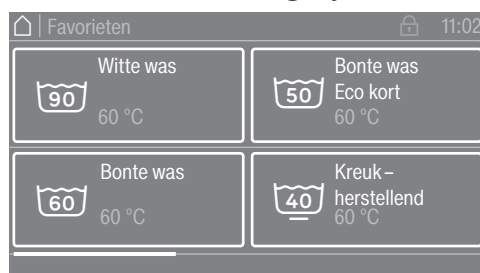 Favorieten 11:02
Witte was
90
60 °C
Bonte was
50 Eco kort
60 °C
Bonte was
60
60 °C
Kreuk–
40 herstellend
60 °C